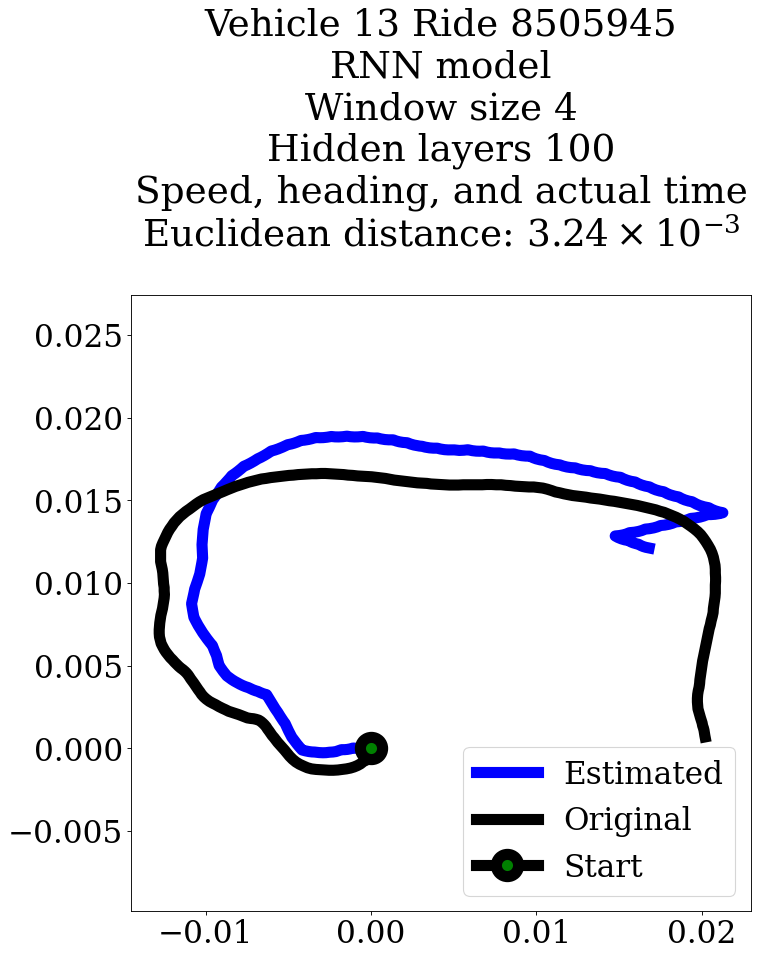 Vehicle 13 Ride 8505945
RNN model
Window size 4
Hidden layers 100
Speed, heading, and actual time
Euclidean distance: 3.24 × 10⁻³
0.025
0.020
0.015
0.010
0.005
0.000
−0.005
−0.01
0.00
0.01
0.02
Estimated
Original
Start